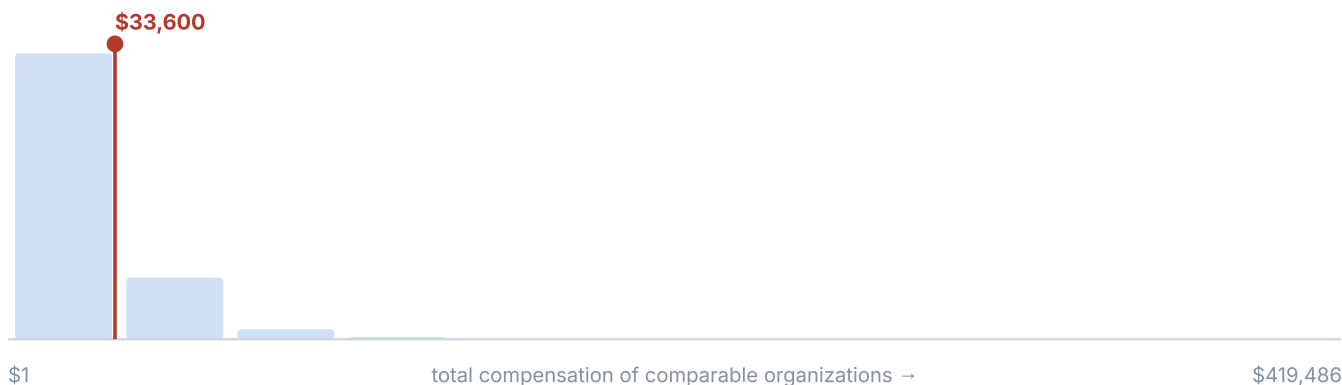 $33,600
$1
total compensation of comparable organizations →
$419,486